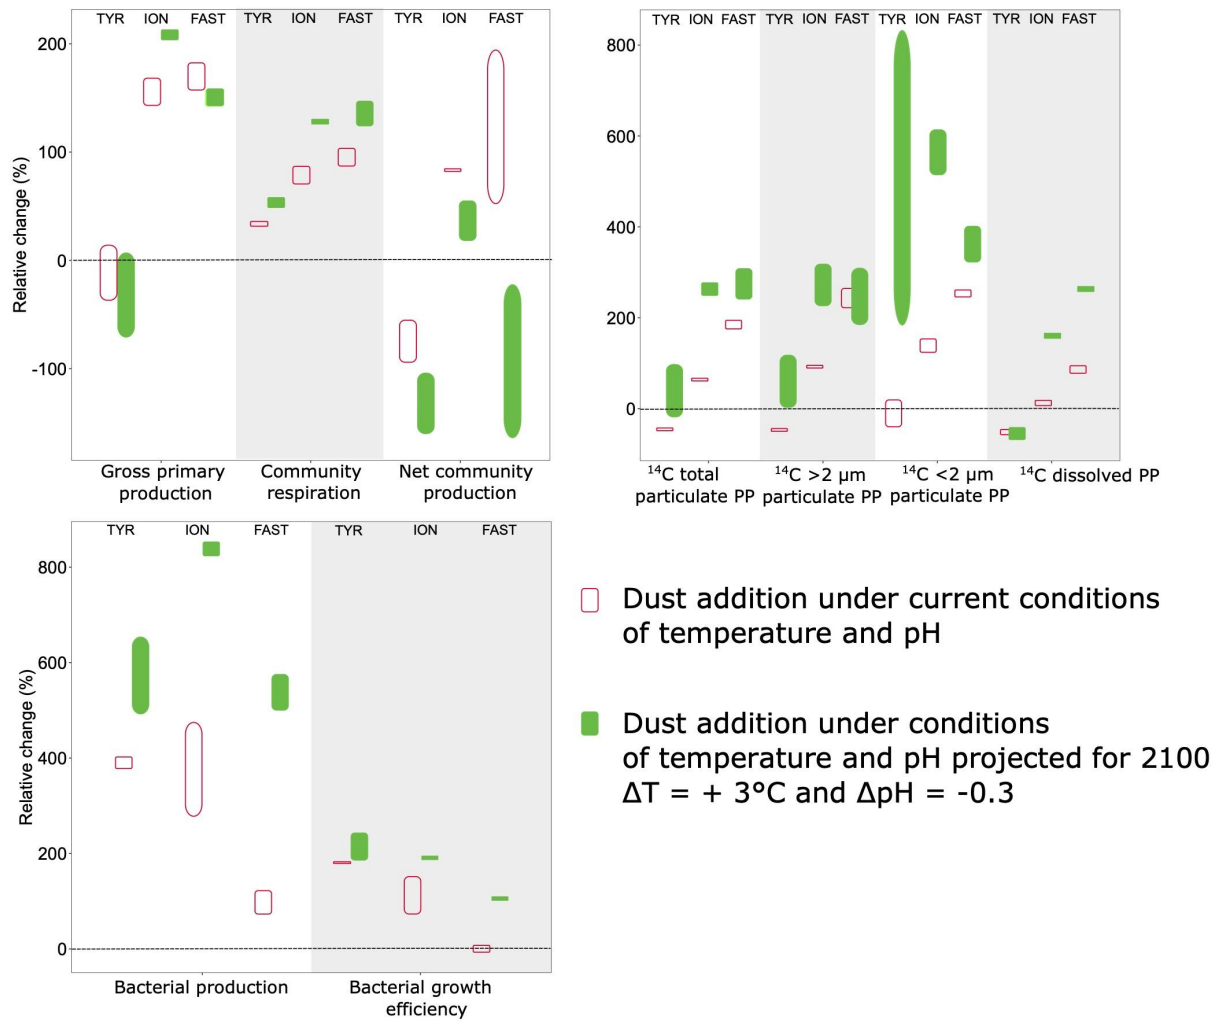 TYR ION FAST TYR ION FAST TYR ION FAST
Relative change (%)
200
100
0
-100
Gross primary
production
Community
respiration
Net community
production
TYR ION FAST TYR ION FAST TYR ION FAST TYR ION FAST
800
600
400
200
0
¹⁴C total
particulate PP
¹⁴C >2 μm
particulate PP
¹⁴C <2 μm
particulate PP
¹⁴C dissolved PP
TYR ION FAST TYR ION FAST
Relative change (%)
800
600
400
200
0
Bacterial production
Bacterial growth
efficiency
Dust addition under current conditions
of temperature and pH
Dust addition under conditions
of temperature and pH projected for 2100
ΔT = + 3°C and ΔpH = -0.3